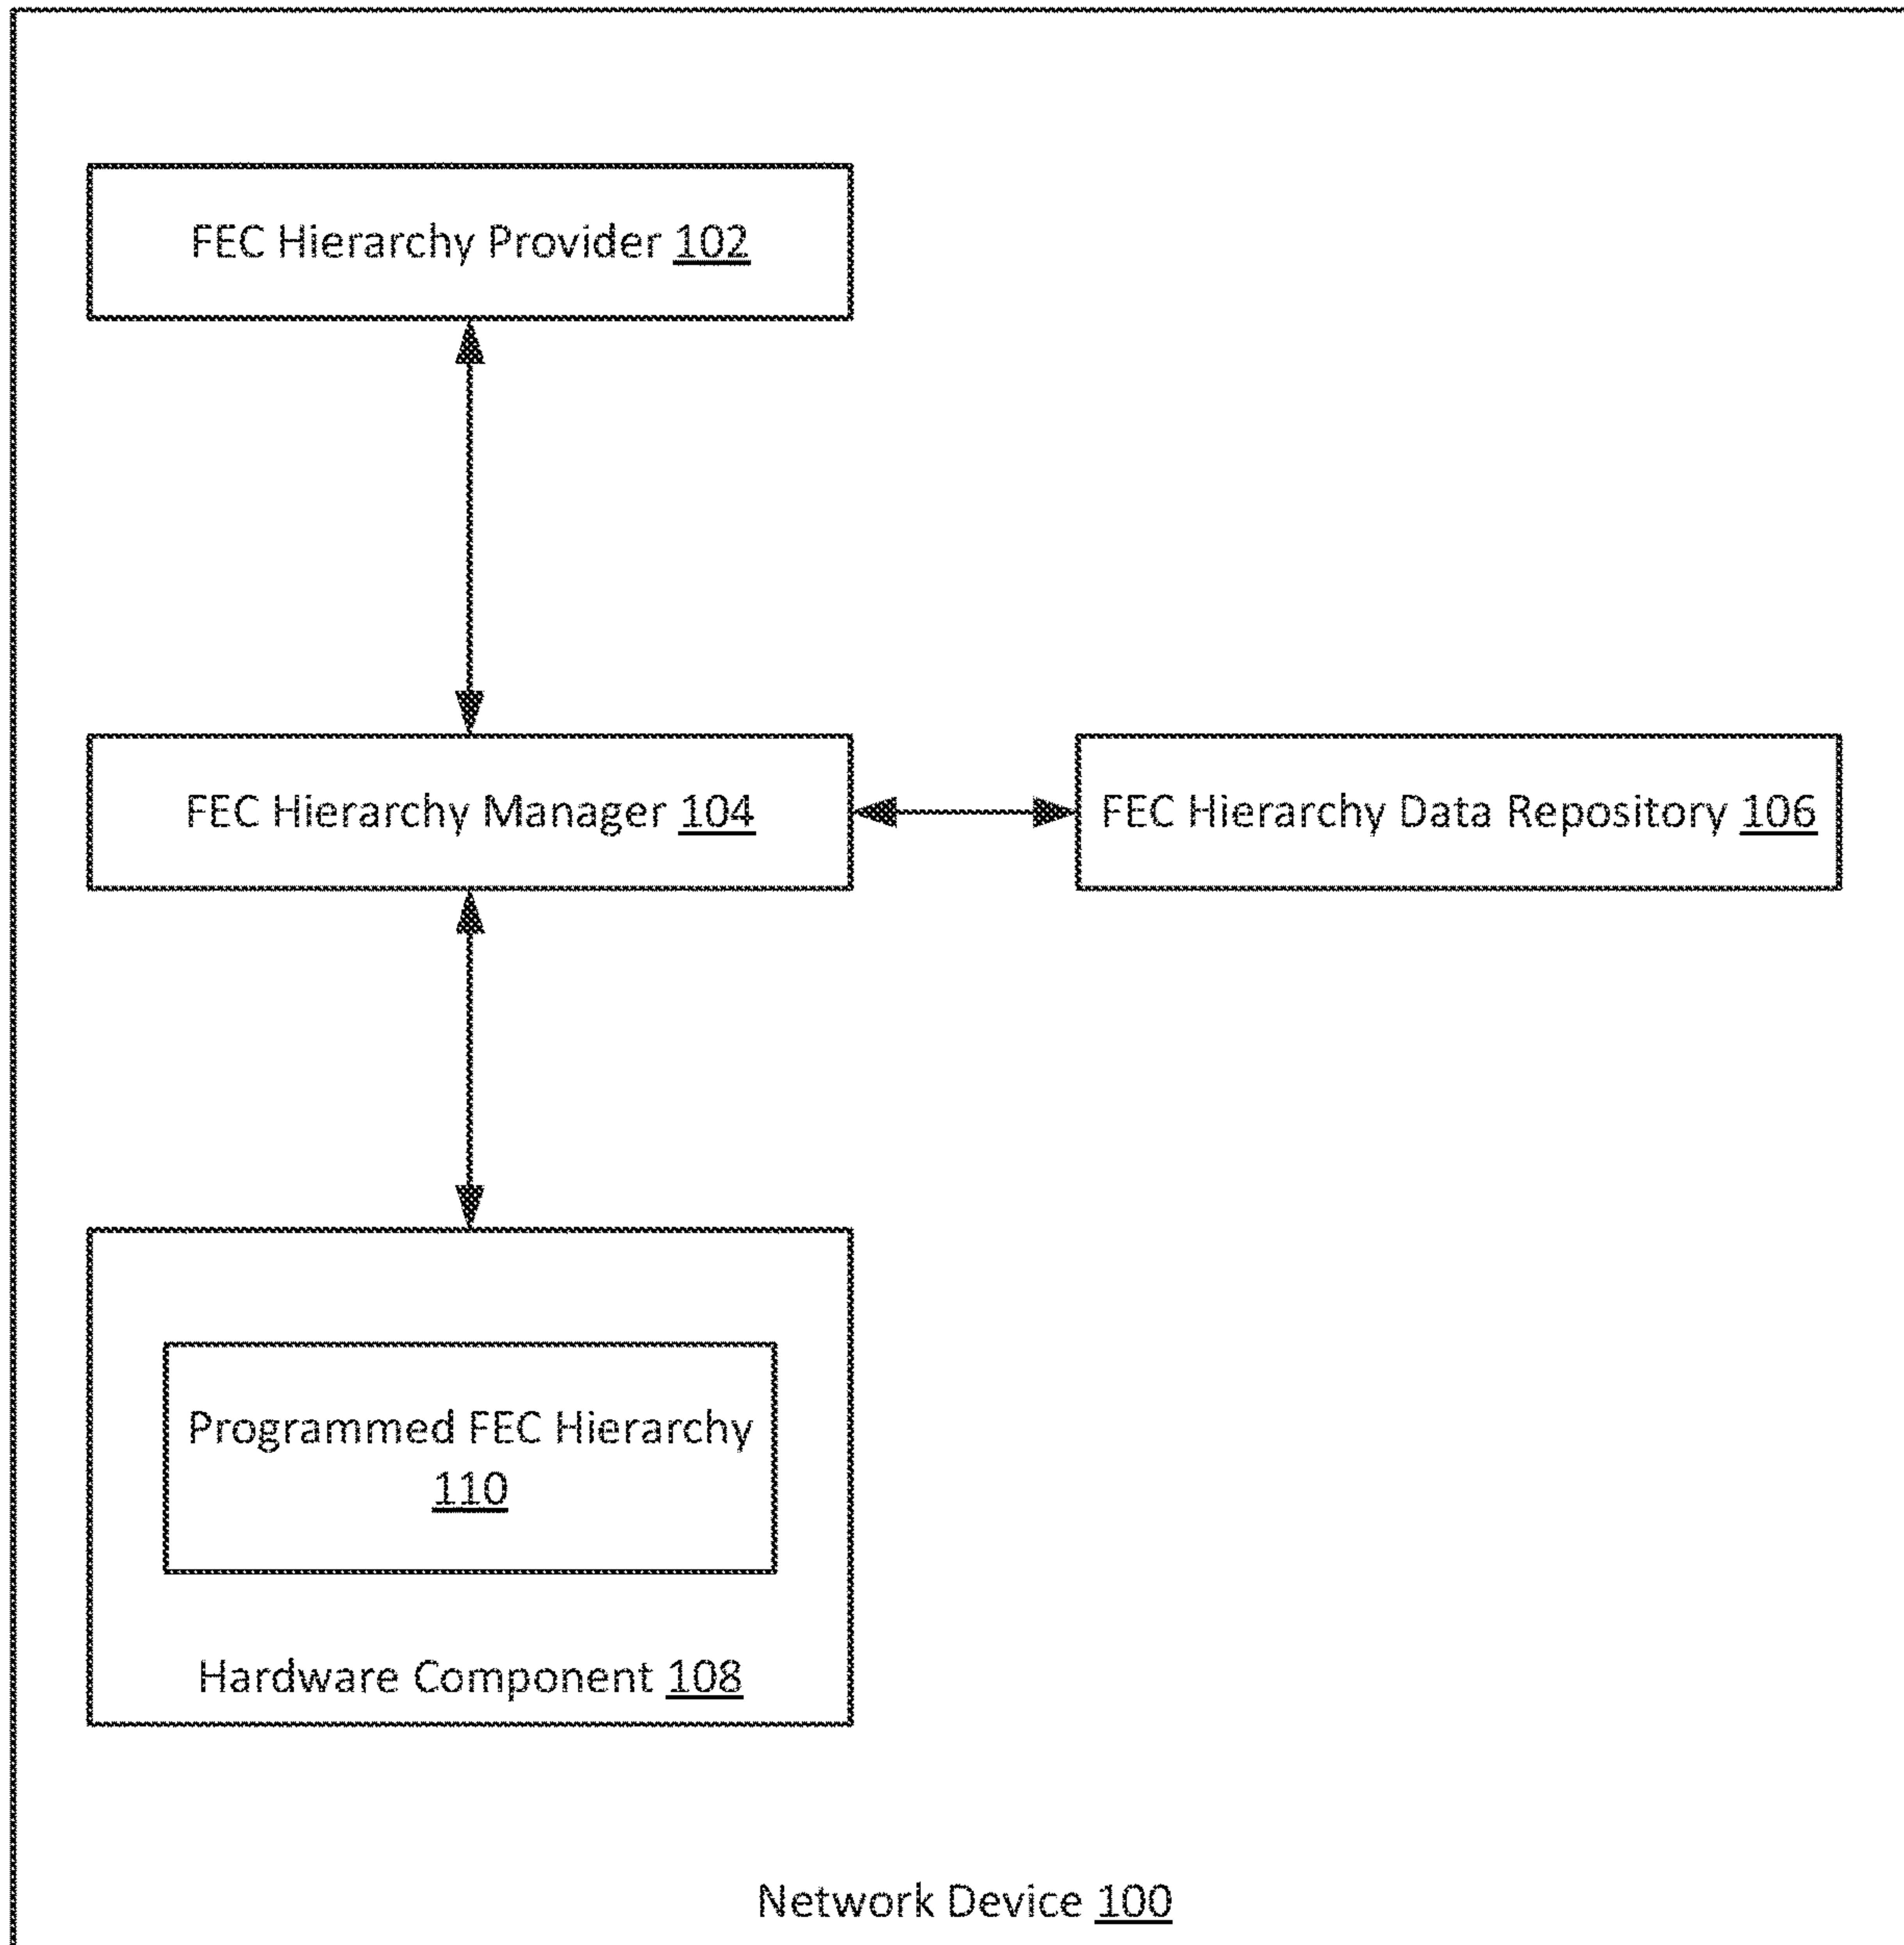 FEC Hierarchy Provider 102
FEC Hierarchy Manager 104
FEC Hierarchy Data Repository 106
Programmed FEC Hierarchy
110
Hardware Component 108
Network Device 100